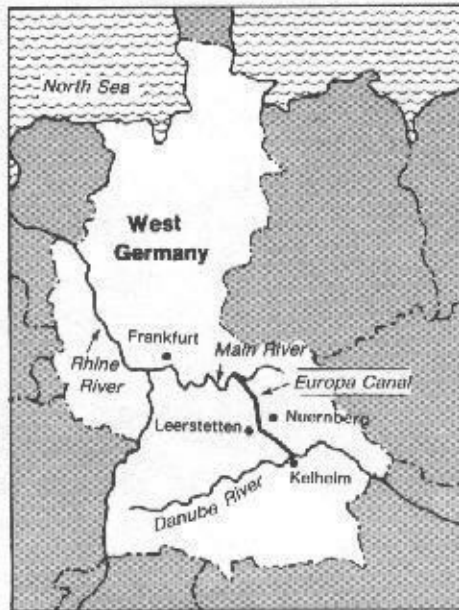 North Sea
West
Germany
Frankfurt
Main River
Rhine
River
Europa Canal
Leerstetten
Nuernberg
Kelheim
Danube River